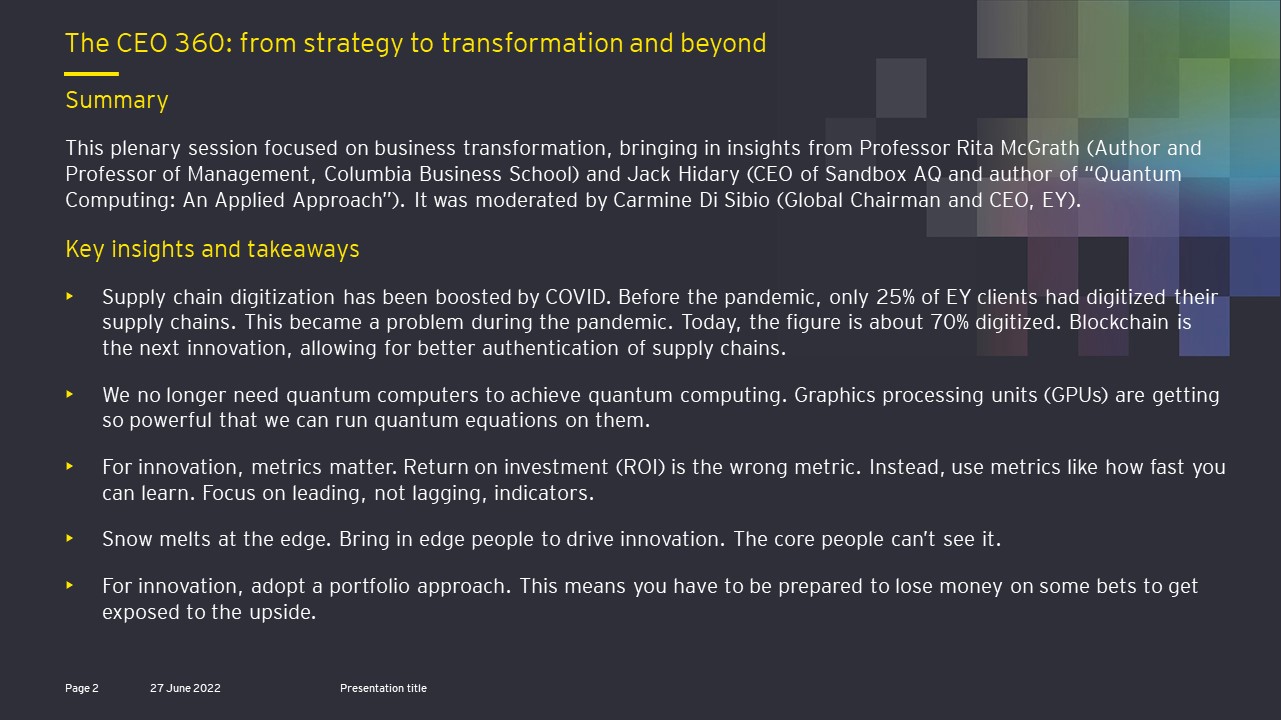 The CEO 360: from strategy to transformation and beyond
Summary
This plenary session focused on business transformation, bringing in insights from Professor Rita McGrath (Author and
Professor of Management, Columbia Business School) and Jack Hidary (CEO of Sandbox AQ and author of “Quantum
Computing: An Applied Approach”). It was moderated by Carmine Di Sibio (Global Chairman and CEO, EY).
Key insights and takeaways
‣ Supply chain digitization has been boosted by COVID. Before the pandemic, only 25% of EY clients had digitized their
supply chains. This became a problem during the pandemic. Today, the figure is about 70% digitized. Blockchain is
the next innovation, allowing for better authentication of supply chains.
‣ We no longer need quantum computers to achieve quantum computing. Graphics processing units (GPUs) are getting
so powerful that we can run quantum equations on them.
‣ For innovation, metrics matter. Return on investment (ROI) is the wrong metric. Instead, use metrics like how fast you
can learn. Focus on leading, not lagging, indicators.
‣ Snow melts at the edge. Bring in edge people to drive innovation. The core people can’t see it.
‣ For innovation, adopt a portfolio approach. This means you have to be prepared to lose money on some bets to get
exposed to the upside.
Page 2 27 June 2022 Presentation title